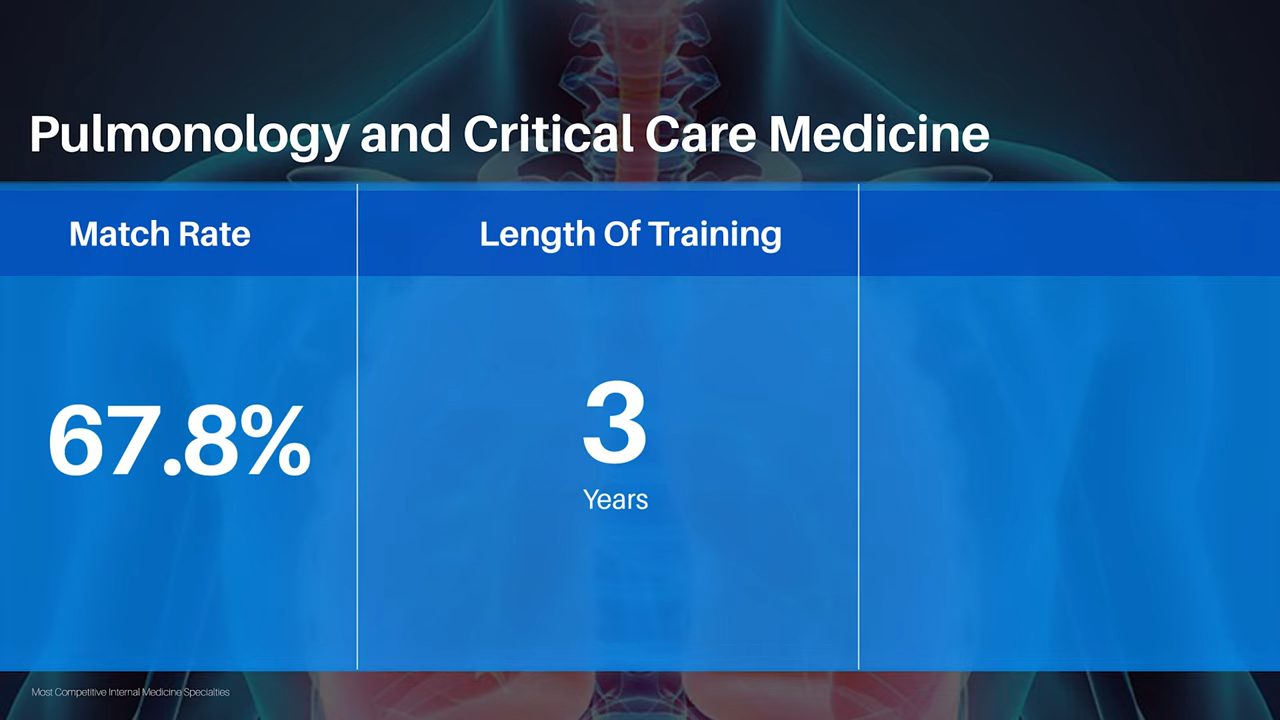 Pulmonology and Critical Care Medicine
Match Rate
Length Of Training
67.8%
3
Years
Most Competitive Internal Medicine Specialties